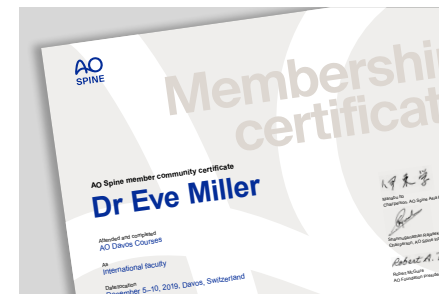 AO
SPINE
Membershi
certificat
AO Spine member community certificate
Dr Eve Miller
Attended and completed
AO Davos Courses
As
International faculty
Date/location
December 5–10, 2019, Davos, Switzerland
Robert A.